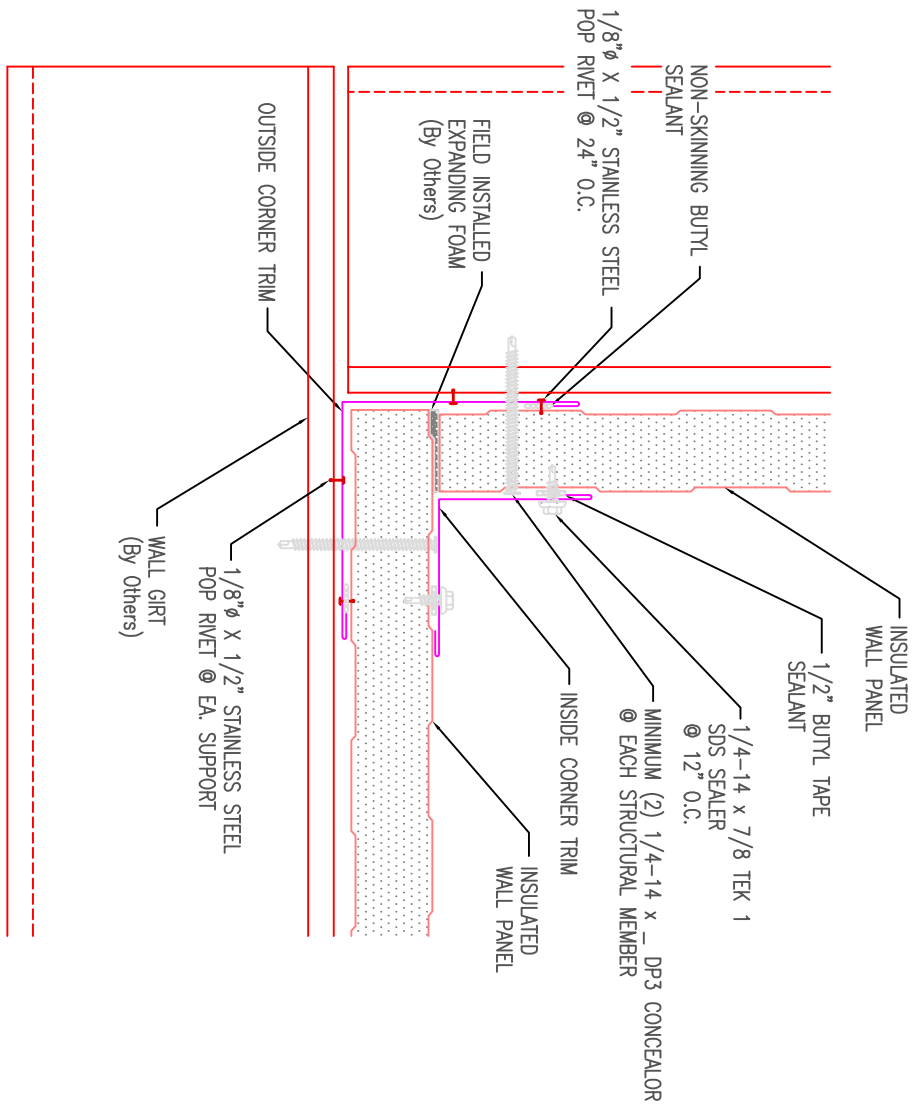 INSULATED
WALL PANEL
1/2" BUTYL TAPE
SEALANT
1/4-14 x 7/8 TEK 1
SDS SEALER
@ 12" O.C.
MINIMUM (2) 1/4-14 x _ DP3 CONCEALOR
@ EACH STRUCTURAL MEMBER
INSIDE CORNER TRIM
INSULATED
WALL PANEL
NON-SKINNING BUTYL
SEALANT
1/8"ø X 1/2" STAINLESS STEEL
POP RIVET @ 24" O.C.
FIELD INSTALLED
EXPANDING FOAM
(By Others)
OUTSIDE CORNER TRIM
1/8"ø X 1/2" STAINLESS STEEL
POP RIVET @ EA. SUPPORT
WALL GIRT
(By Others)